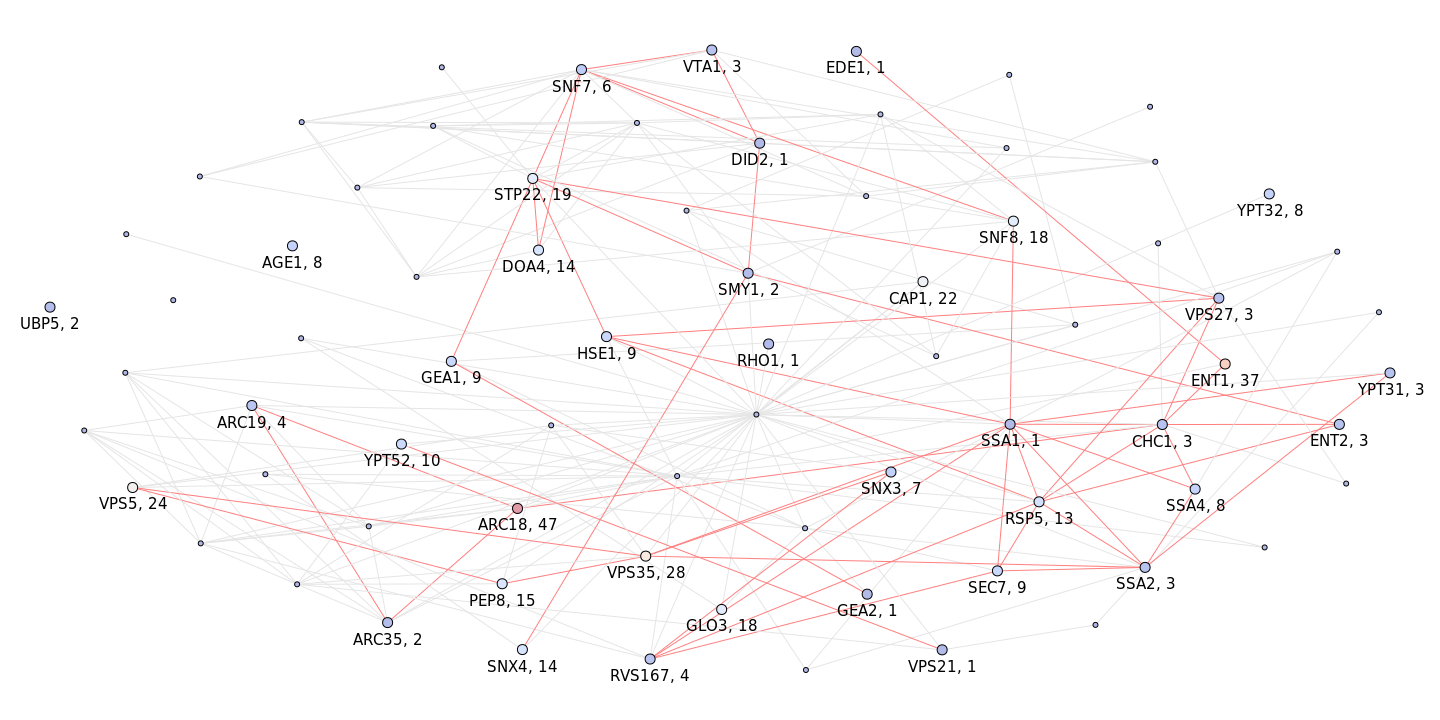 VTA1, 3
EDE1, 1
SNF7, 6
DID2, 1
STP22, 19
YPT32, 8
SNF8, 18
AGE1, 8
DOA4, 14
SMY1, 2
CAP1, 22
UBP5, 2
VPS27, 3
HSE1, 9
RHO1, 1
GEA1, 9
ENT1, 37
YPT31, 3
ARC19, 4
SSA1, 1
CHC1, 3
ENT2, 3
YPT52, 10
SNX3, 7
VPS5, 24
SSA4, 8
ARC18, 47
RSP5, 13
VPS35, 28
SEC7, 9
SSA2, 3
PEP8, 15
GEA2, 1
GLO3, 18
ARC35, 2
SNX4, 14
VPS21, 1
RVS167, 4